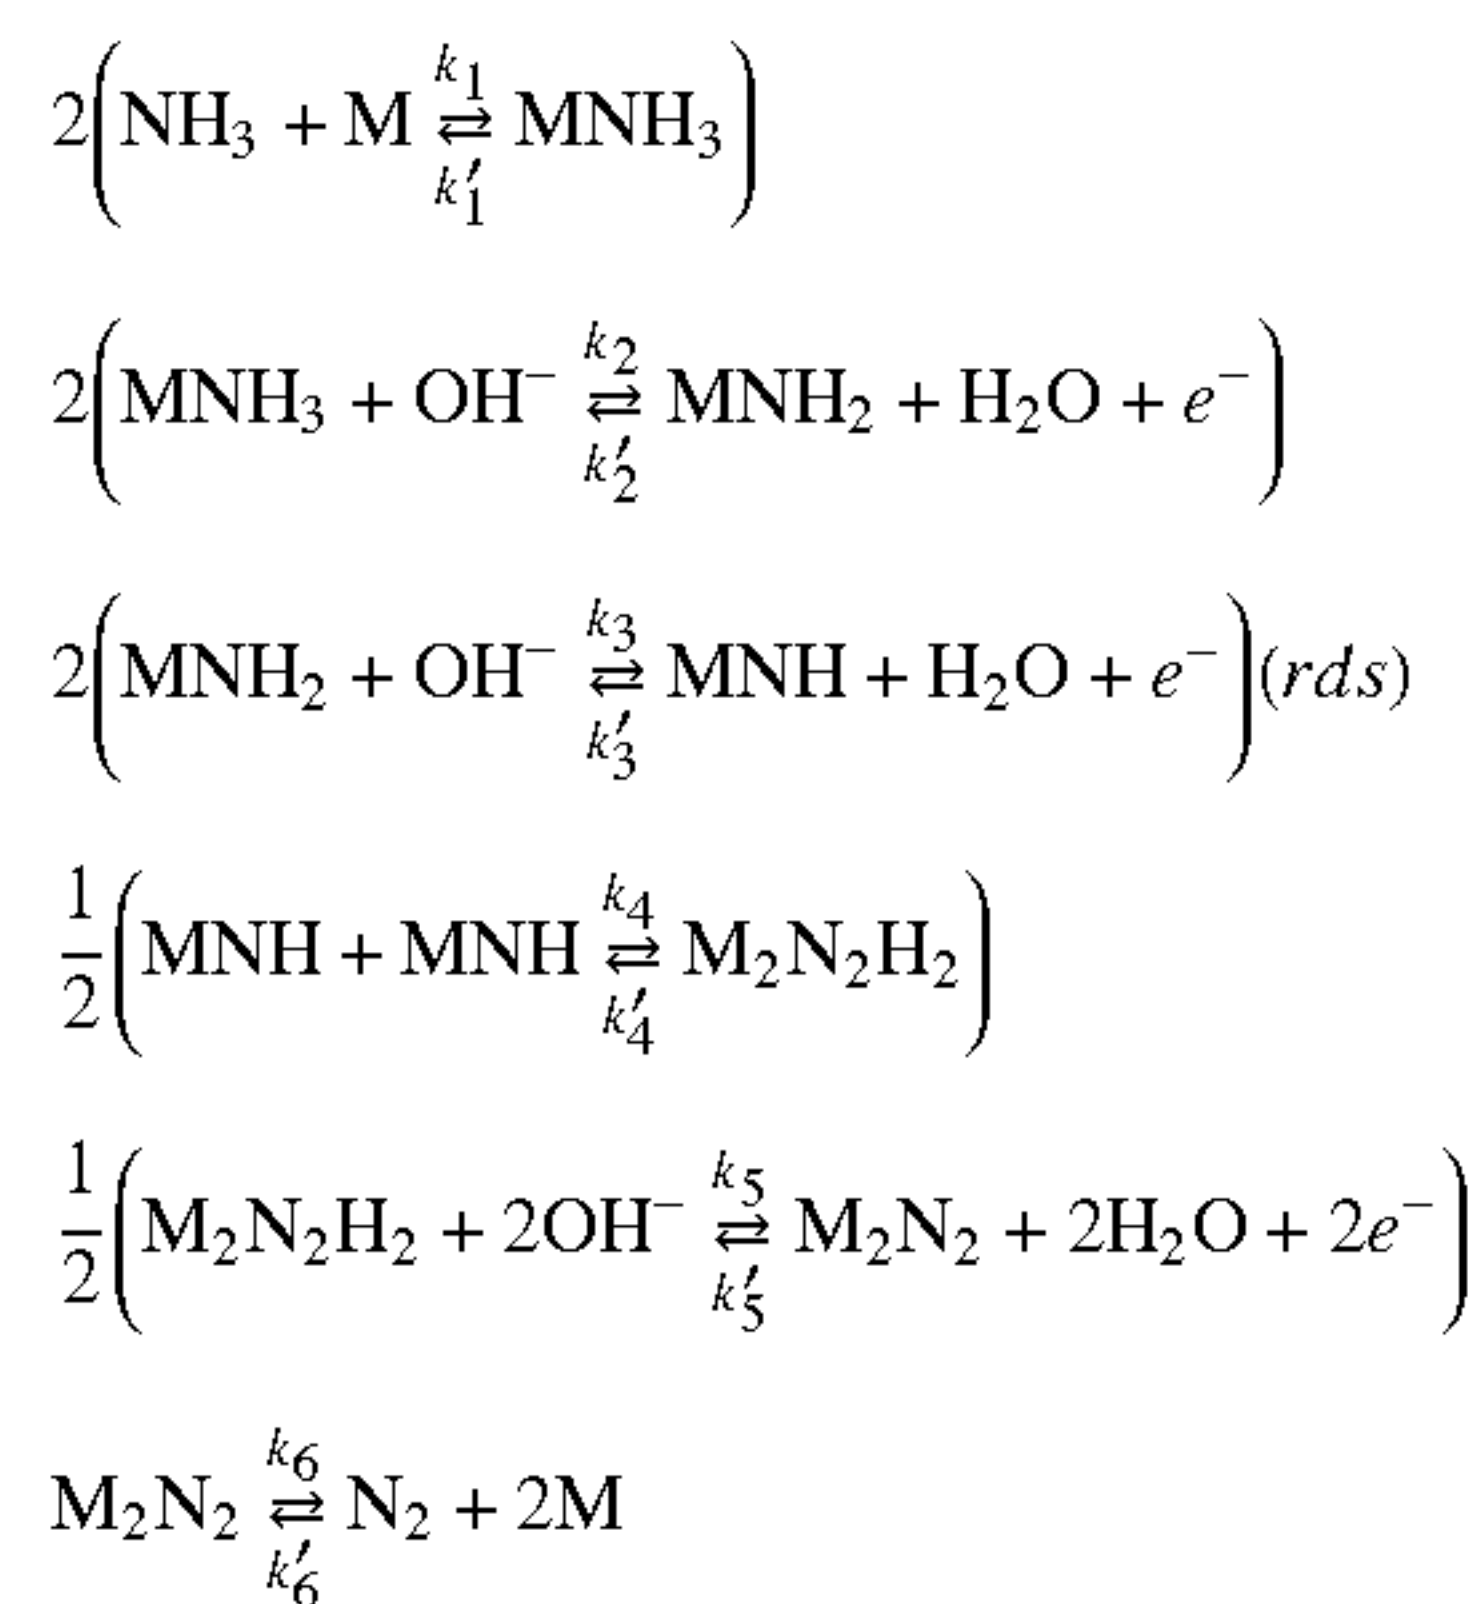 2(NH₃ + M ⇄ MNH₃) k₁ k′₁
2(MNH₃ + OH⁻ ⇄ MNH₂ + H₂O + e⁻) k₂ k′₂
2(MNH₂ + OH⁻ ⇄ MNH + H₂O + e⁻)(rds) k₃ k′₃
1/2(MNH + MNH ⇄ M₂N₂H₂) k₄ k′₄
1/2(M₂N₂H₂ + 2OH⁻ ⇄ M₂N₂ + 2H₂O + 2e⁻) k₅ k′₅
M₂N₂ ⇄ N₂ + 2M k₆ k′₆